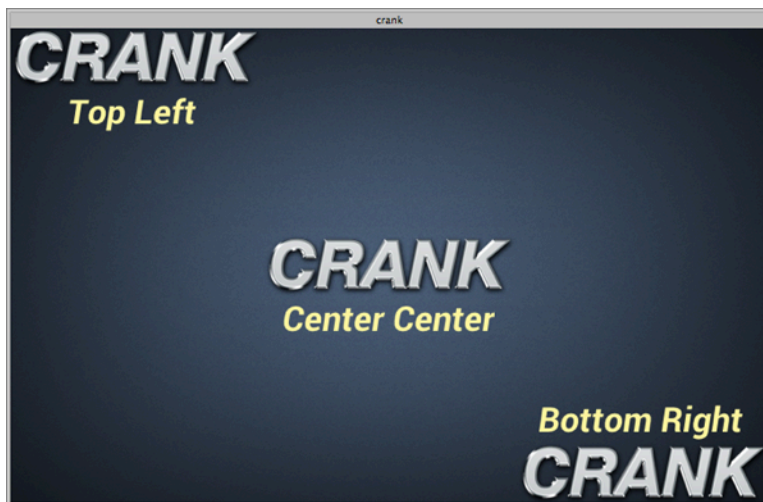 crank
CRANK
Top Left
CRANK
Center Center
Bottom Right
CRANK